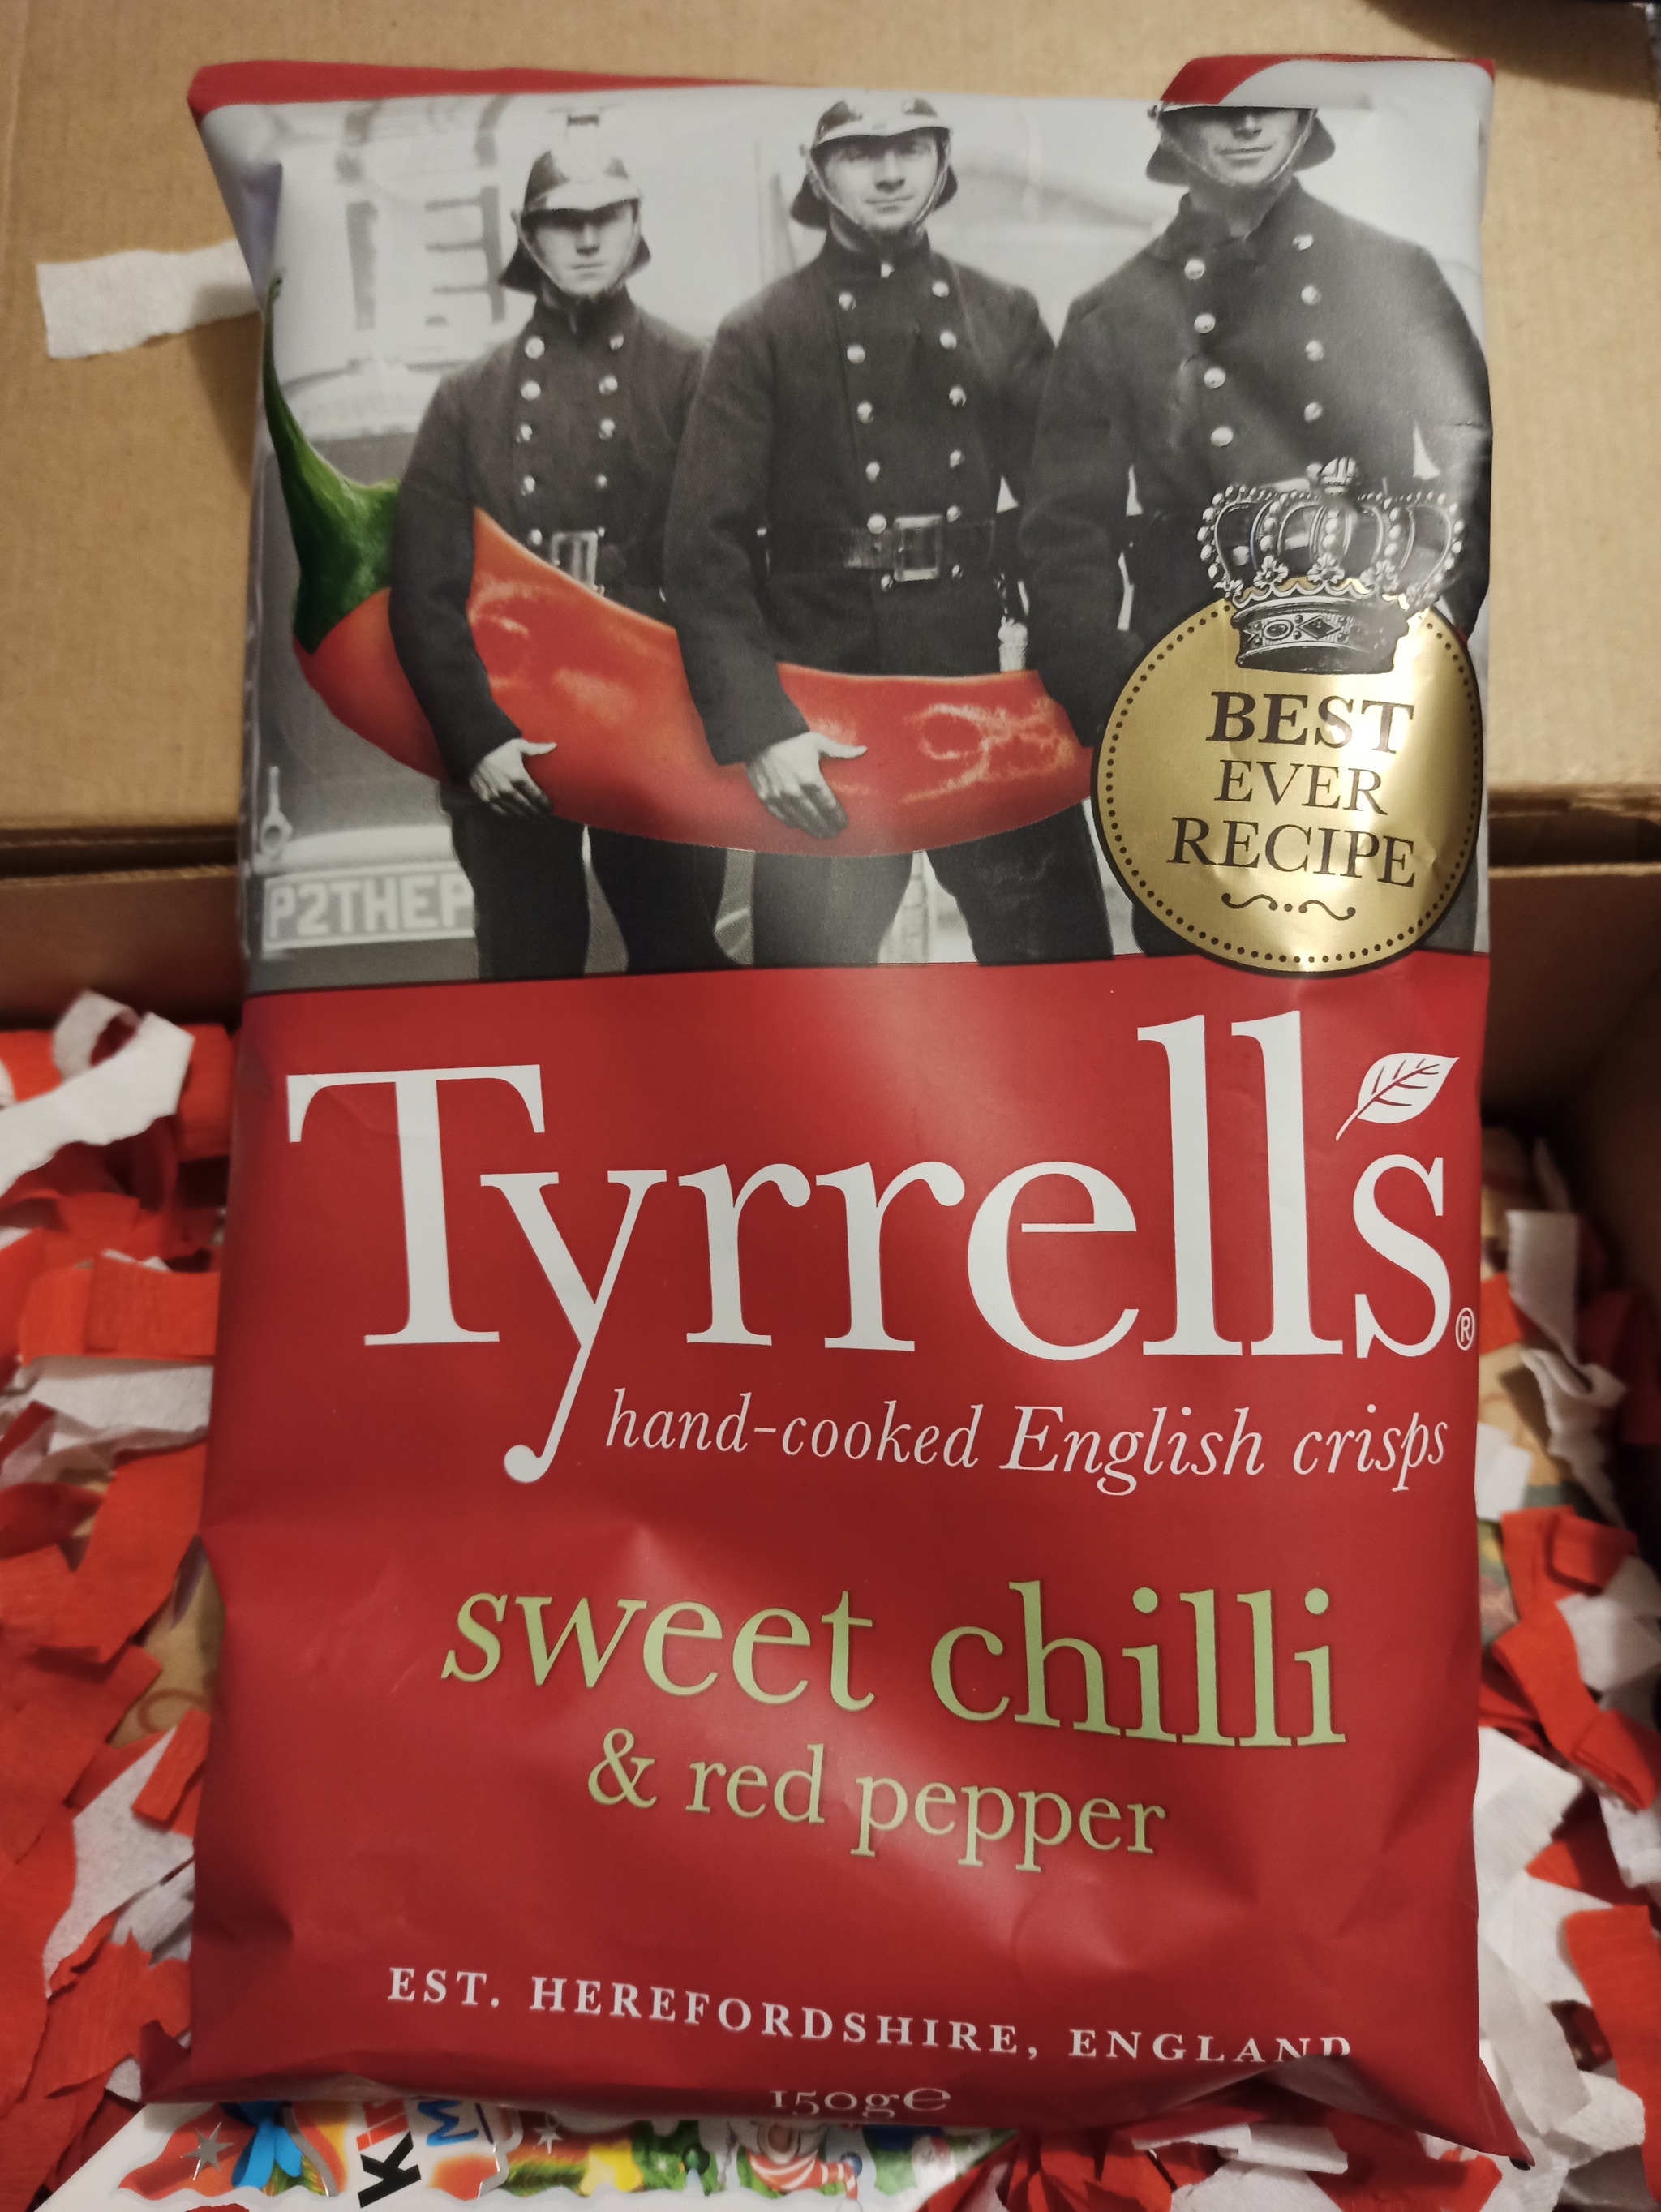 P2THEP
BEST
EVER
RECIPE
Tyrrell's®
hand-cooked English crisps
sweet chilli
& red pepper
EST. HEREFORDSHIRE, ENGLAND
150g℮